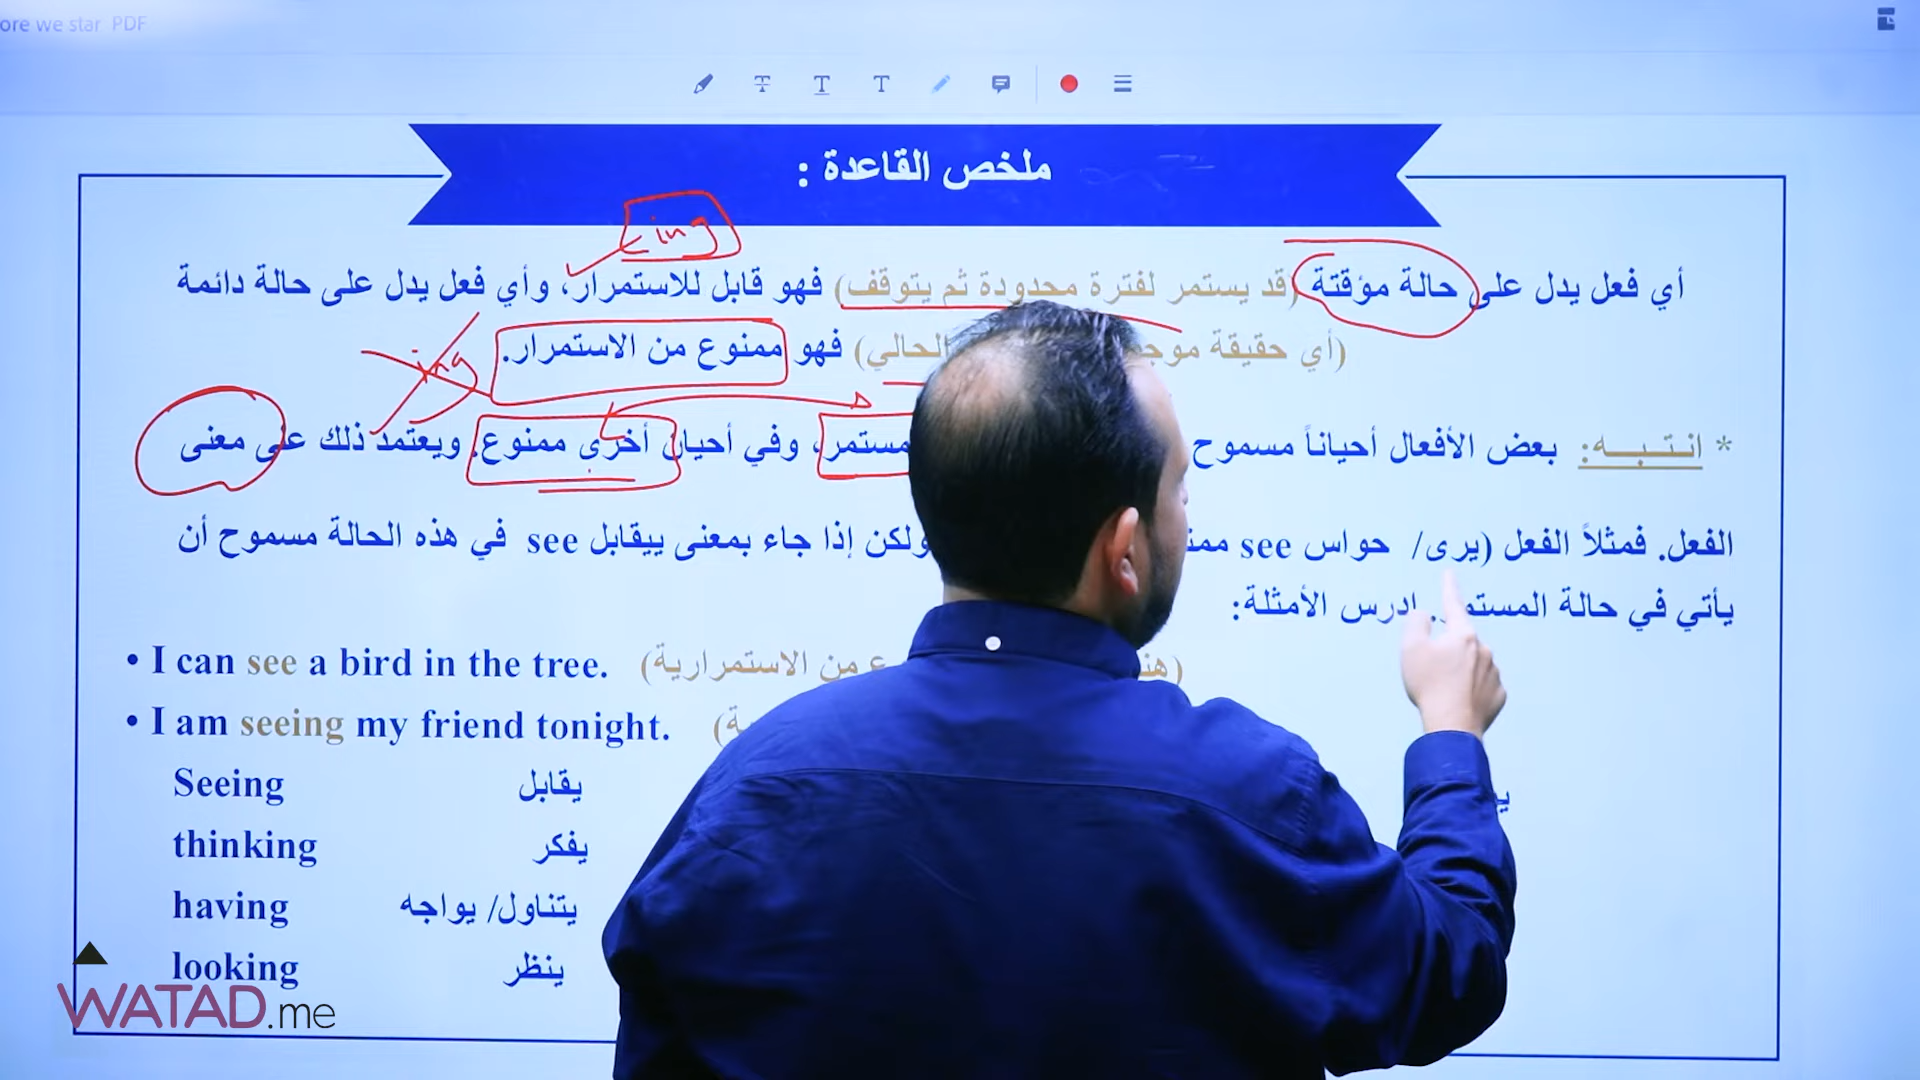 ore we star PDF
ملخص القاعدة :
ing
أي فعل يدل على حالة مؤقتة (قد يستمر لفترة محدودة ثم يتوقف) فهو قابل للاستمرار، وأي فعل يدل على حالة دائمة
(أي حقيقة الحالي) فهو ممنوع من الاستمرار.
ing
* انتبه: بعض الأفعال أحياناً مسموح مستمر، وفي أحيان أخرى ممنوع. ويعتمد ذلك على معنى
الفعل. فمثلاً الفعل (يرى/ حواس see ولكن إذا جاء بمعنى ييقابل see في هذه الحالة مسموح أن
يأتي في حالة المستمر. ادرس الأمثلة:
• I can see a bird in the tree. من الاستمرارية)
• I am seeing my friend tonight.
Seeing يقابل
thinking يفكر
having يتناول/ يواجه
looking ينظر
WATAD.me